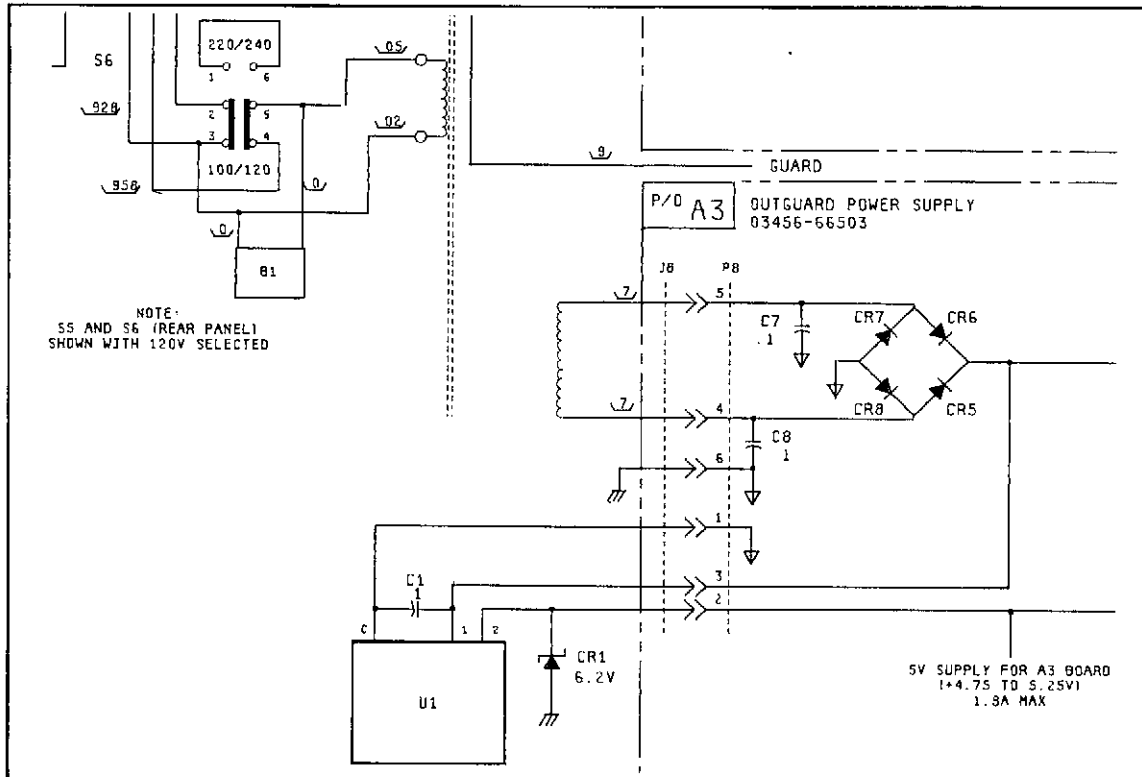 220/240
S6
1 6
928
2 5
3 4
100/120
958
0
0
B1
NOTE:
S5 AND S6 (REAR PANEL)
SHOWN WITH 120V SELECTED
05
02
9
GUARD
P/O A3
OUTGUARD POWER SUPPLY
03456-66503
J8 P8
7 5
C7
.1
CR7 CR6
CR8 CR5
7 4
C8
1
6
1
3
2
C1
1
C 1 2
U1
CR1
6.2V
5V SUPPLY FOR A3 BOARD
(+4.75 TO 5.25V)
1.8A MAX